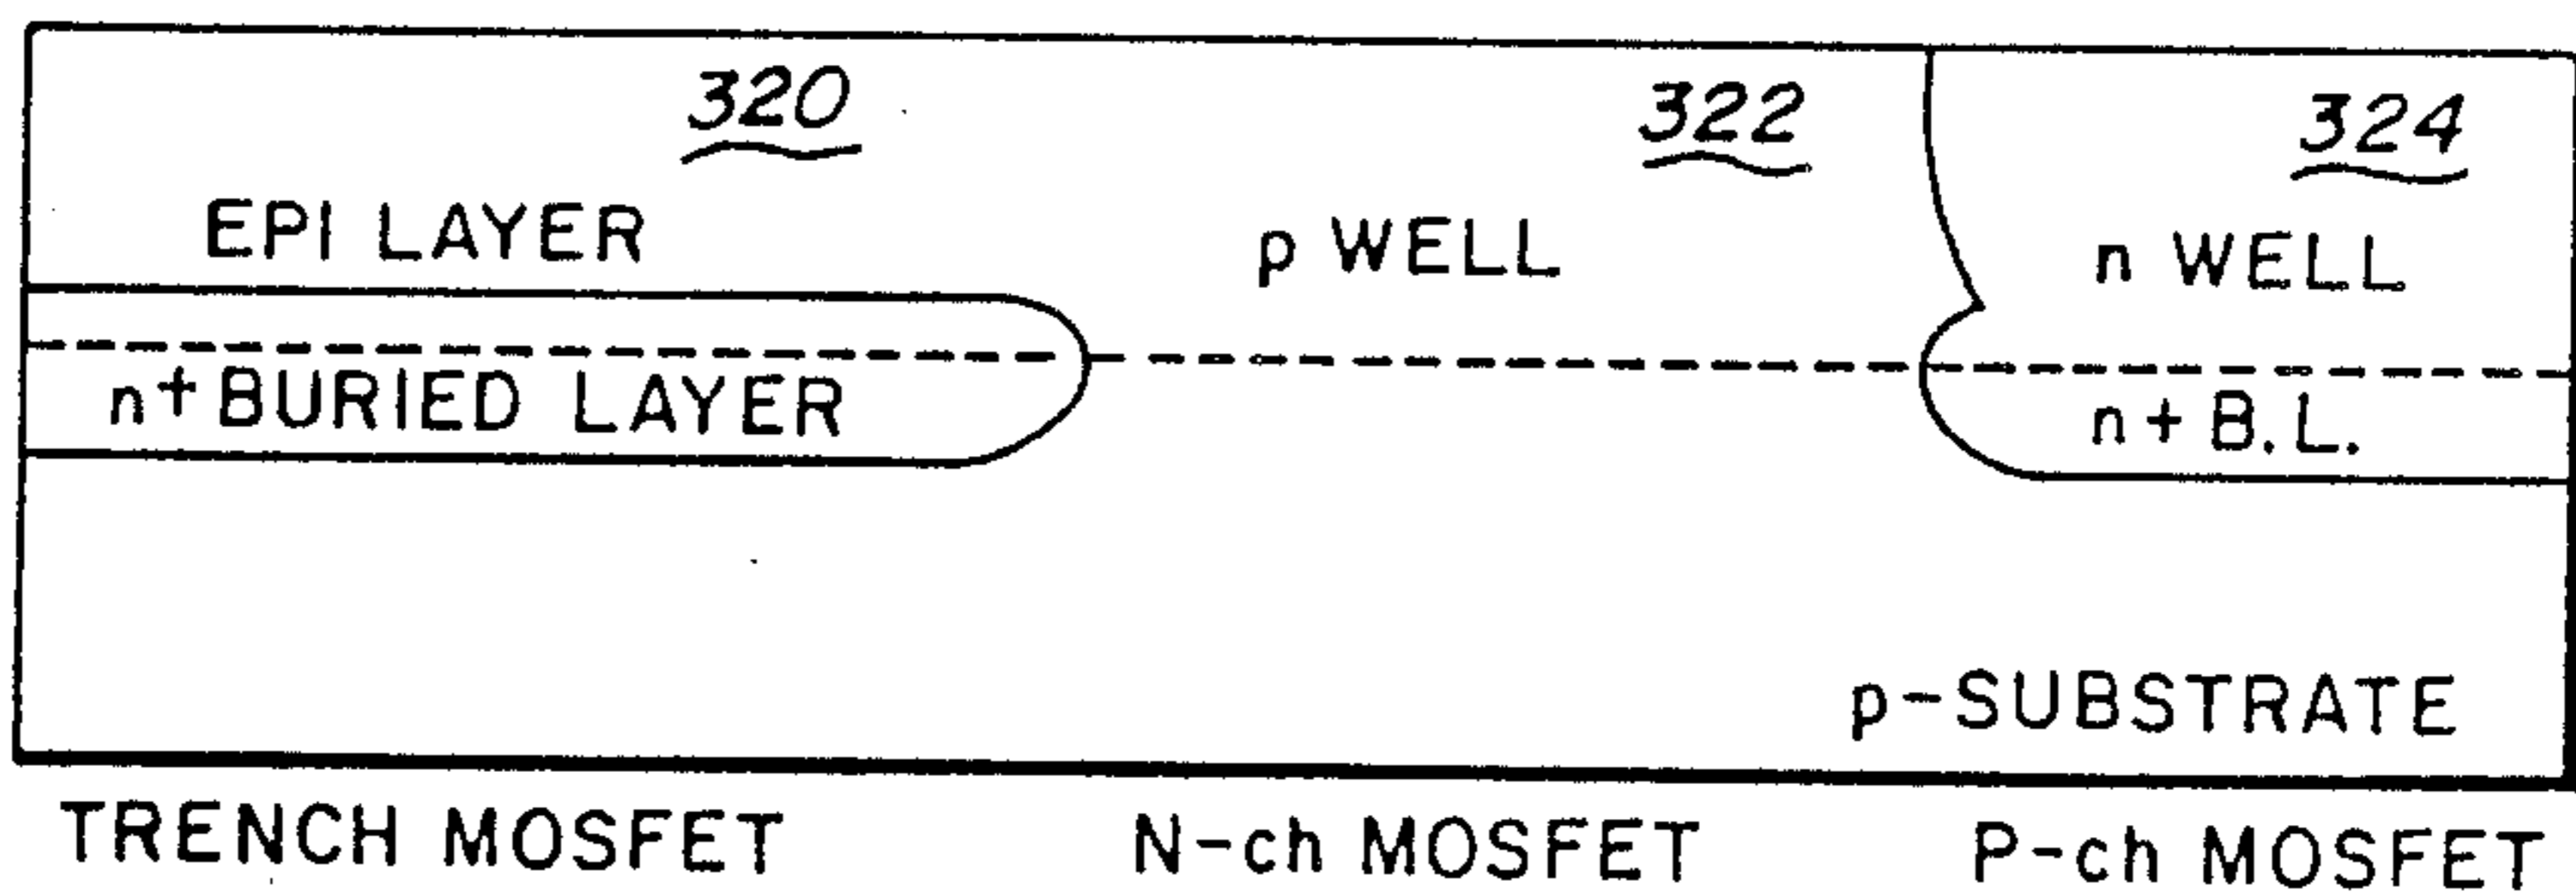 320
322
324
EPI LAYER
p WELL
n WELL
n+ BURIED LAYER
n+ B.L.
p-SUBSTRATE
TRENCH MOSFET
N-ch MOSFET
P-ch MOSFET